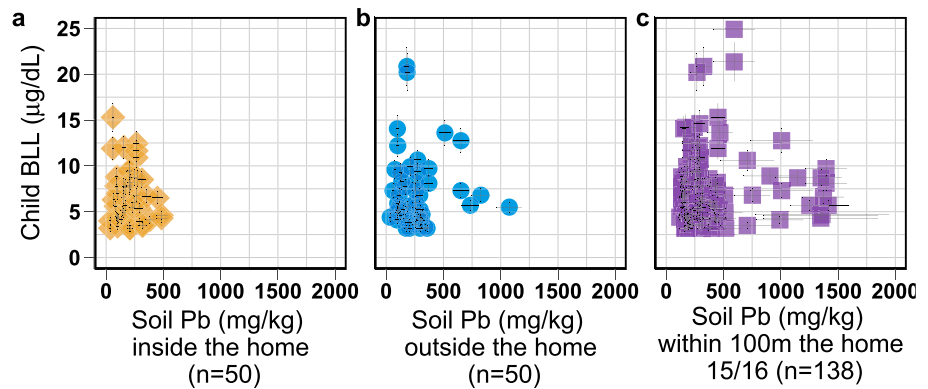 a
b
c
Child BLL (µg/dL)
25
20
15
10
5
0
0 500 1000 1500 2000
0 500 1000 1500 2000
0 500 1000 1500 2000
Soil Pb (mg/kg)
inside the home
(n=50)
Soil Pb (mg/kg)
outside the home
(n=50)
Soil Pb (mg/kg)
within 100m the home
15/16 (n=138)